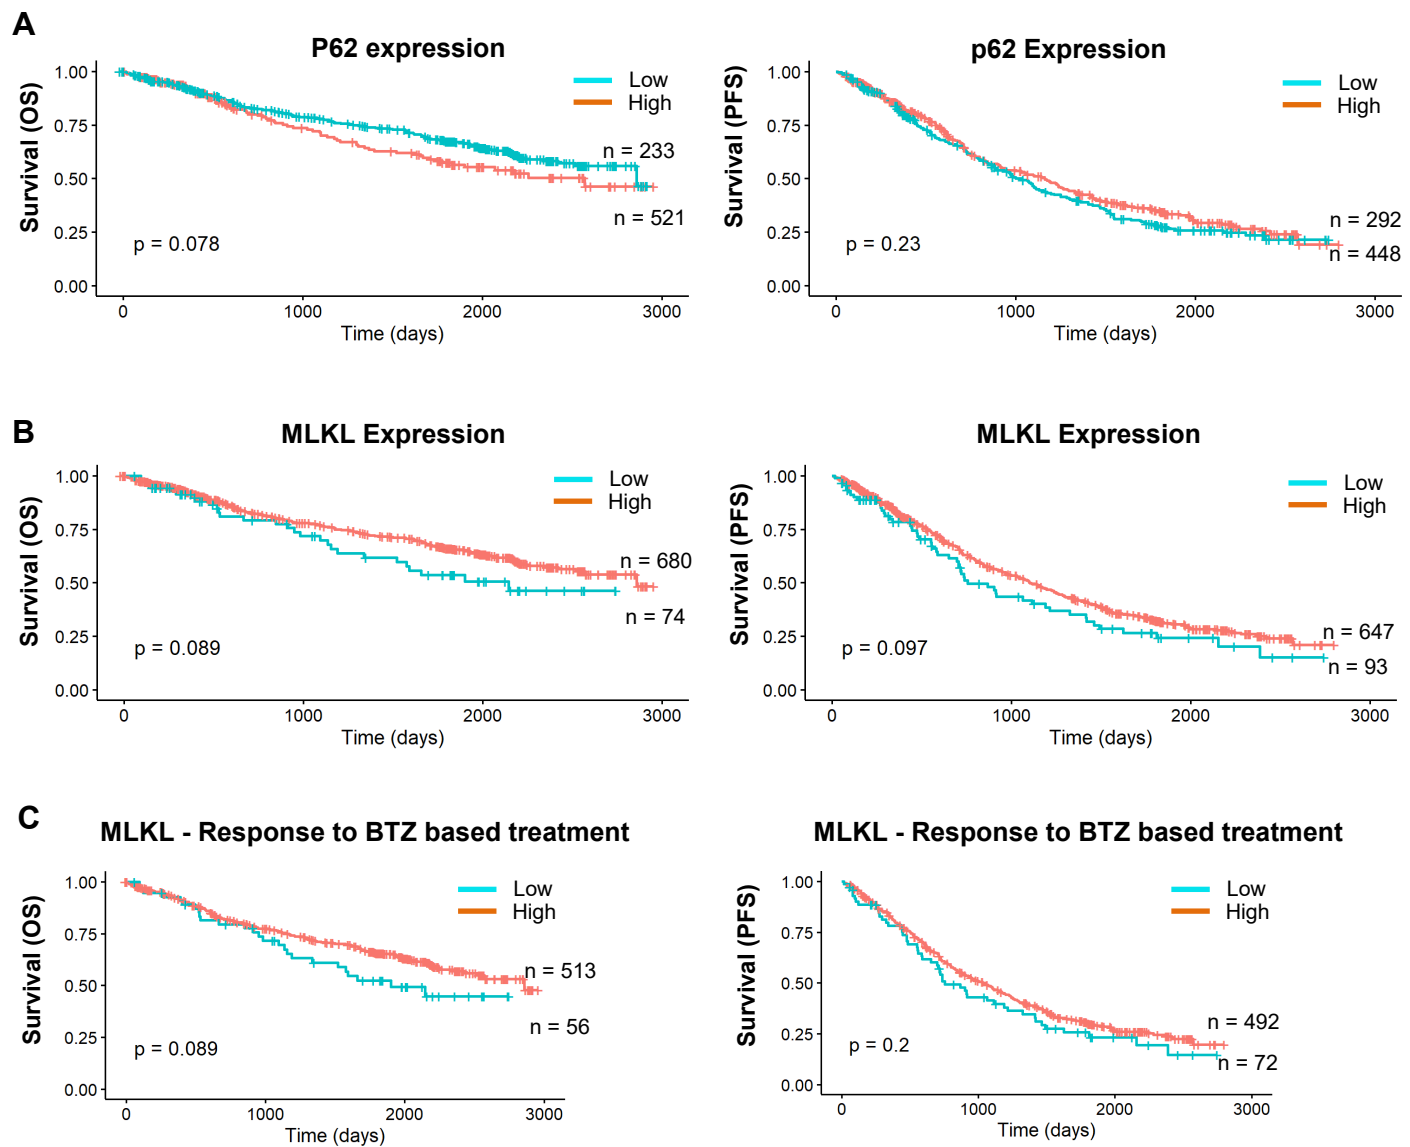 A
P62 expression
Survival (OS)
1.00
0.75
0.50
0.25
0.00
Low
High
n = 233
n = 521
p = 0.078
0
1000
2000
3000
Time (days)
p62 Expression
Survival (PFS)
1.00
0.75
0.50
0.25
0.00
Low
High
n = 292
n = 448
p = 0.23
0
1000
2000
3000
Time (days)
B
MLKL Expression
Survival (OS)
1.00
0.75
0.50
0.25
0.00
Low
High
n = 680
n = 74
p = 0.089
0
1000
2000
3000
Time (days)
MLKL Expression
Survival (PFS)
1.00
0.75
0.50
0.25
0.00
Low
High
n = 647
n = 93
p = 0.097
0
1000
2000
3000
Time (days)
C
MLKL - Response to BTZ based treatment
Survival (OS)
1.00
0.75
0.50
0.25
0.00
Low
High
n = 513
n = 56
p = 0.089
0
1000
2000
3000
Time (days)
MLKL - Response to BTZ based treatment
Survival (PFS)
1.00
0.75
0.50
0.25
0.00
Low
High
n = 492
n = 72
p = 0.2
0
1000
2000
3000
Time (days)